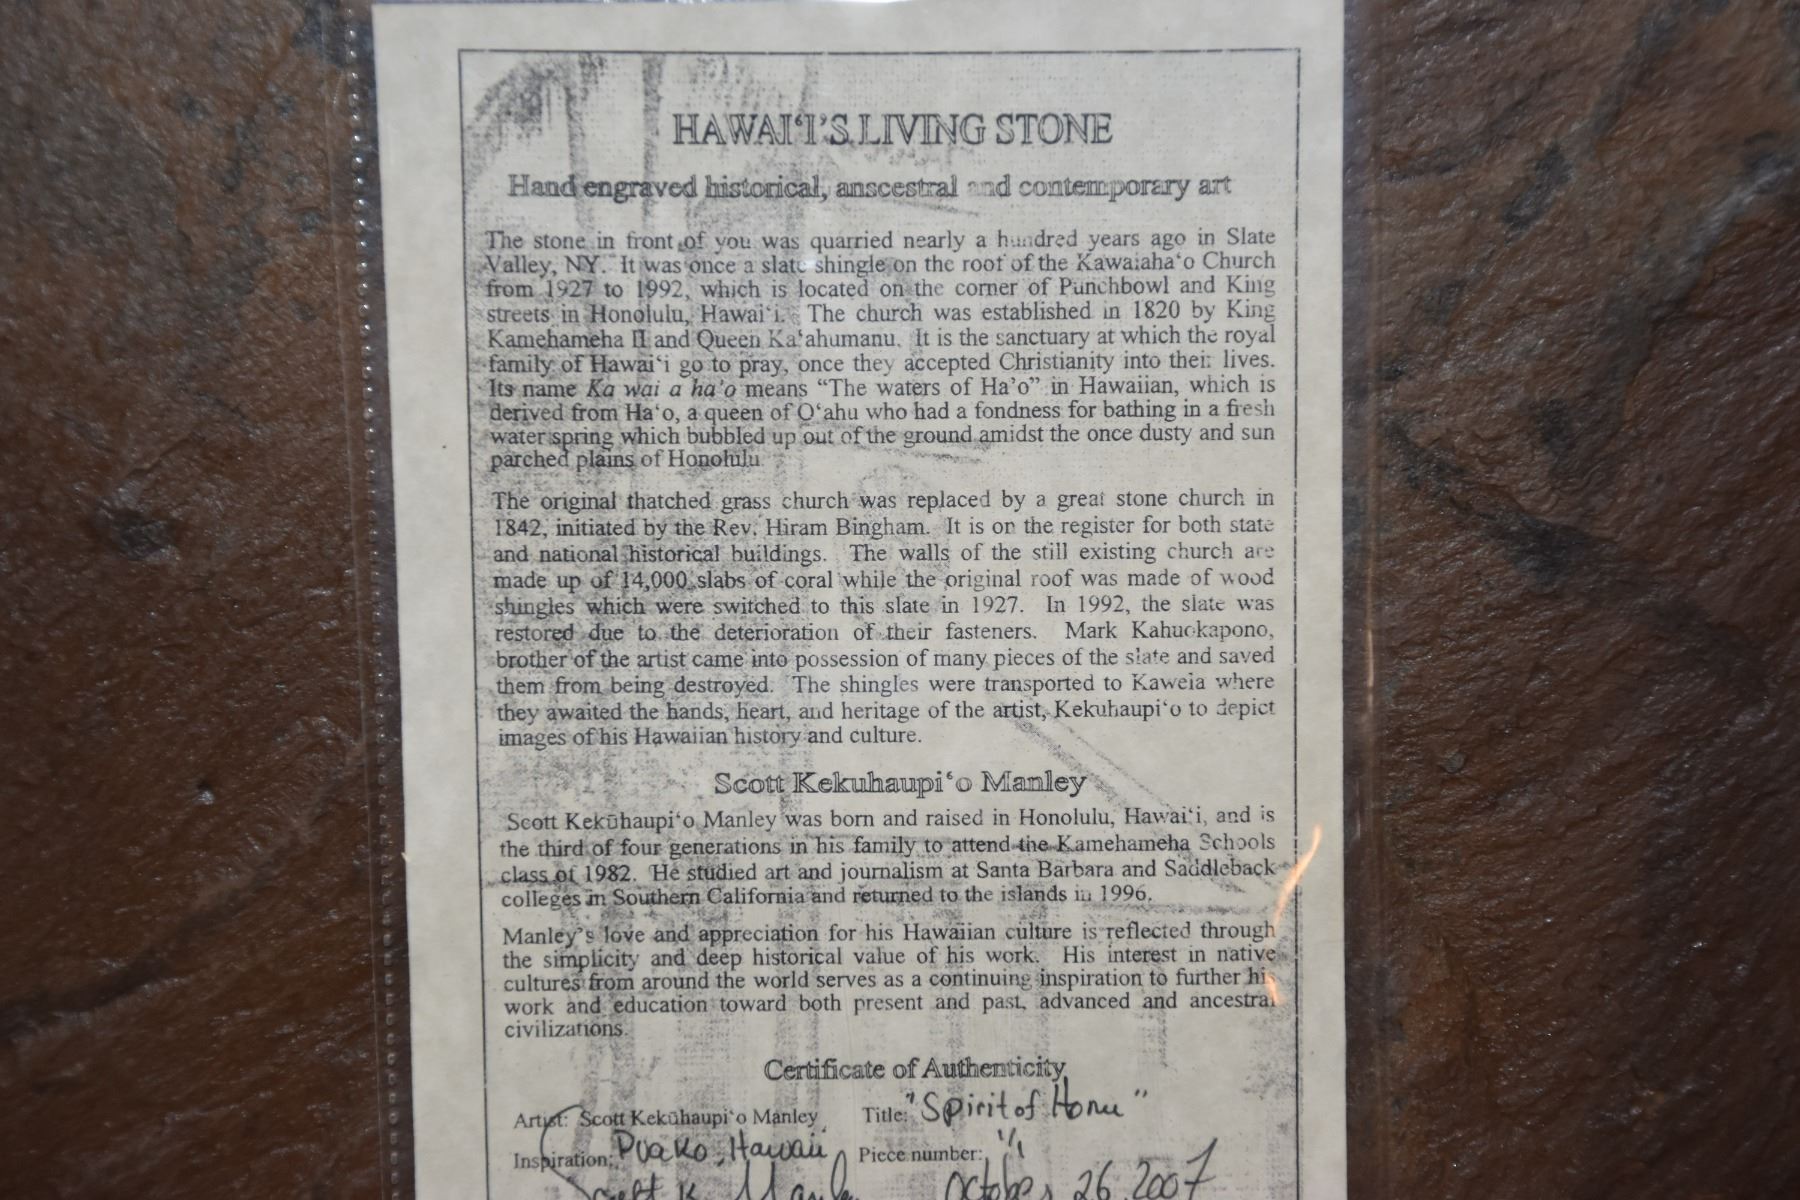 HAWAIʻI'S LIVING STONE
Hand engraved historical, anscestral and contemporary art
The stone in front of you was quarried nearly a hundred years ago in Slate
Valley, NY. It was once a slate shingle on the roof of the Kawaiahaʻo Church
from 1927 to 1992, which is located on the corner of Punchbowl and King
streets in Honolulu, Hawaiʻi. The church was established in 1820 by King
Kamehameha II and Queen Kaʻahumanu. It is the sanctuary at which the royal
family of Hawaiʻi go to pray, once they accepted Christianity into their lives.
Its name Ka wai a ha'o means “The waters of Ha'o” in Hawaiian, which is
derived from Haʻo, a queen of Oʻahu who had a fondness for bathing in a fresh
water spring which bubbled up out of the ground amidst the once dusty and sun
parched plains of Honolulu
The original thatched grass church was replaced by a great stone church in
1842, initiated by the Rev. Hiram Bingham. It is on the register for both state
and national historical buildings. The walls of the still existing church are
made up of 14,000 slabs of coral while the original roof was made of wood
shingles which were switched to this slate in 1927. In 1992, the slate was
restored due to the deterioration of their fasteners. Mark Kahuokapono,
brother of the artist came into possession of many pieces of the slate and saved
them from being destroyed. The shingles were transported to Kaweia where
they awaited the hands, heart, and heritage of the artist, Kekuhaupiʻo to depict
images of his Hawaiian history and culture.
Scott Kekuhaupiʻo Manley
Scott Kekūhaupiʻo Manley was born and raised in Honolulu, Hawaiʻi, and is
the third of four generations in his family to attend the Kamehameha Schools
class of 1982. He studied art and journalism at Santa Barbara and Saddleback
colleges in Southern California and returned to the islands in 1996.
Manley's love and appreciation for his Hawaiian culture is reflected through
the simplicity and deep historical value of his work. His interest in native
cultures from around the world serves as a continuing inspiration to further his
work and education toward both present and past, advanced and ancestral
civilizations.
Certificate of Authenticity
Artist: Scott Kekūhaupiʻo Manley Title: "Spirit of Honu"
Inspiration: Puako, Hawaii Piece number: 1/1
Scott K Manley October 26, 2007